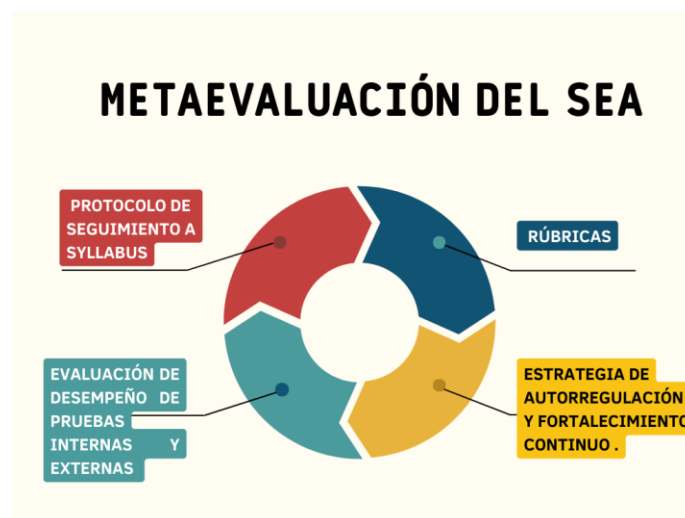 METAEVALUACIÓN DEL SEA
PROTOCOLO DE
SEGUIMIENTO A
SYLLABUS
RÚBRICAS
EVALUACIÓN DE
DESEMPEÑO DE
PRUEBAS
INTERNAS Y
EXTERNAS
ESTRATEGIA DE
AUTORREGULACIÓN
Y FORTALECIMIENTO
CONTINUO .